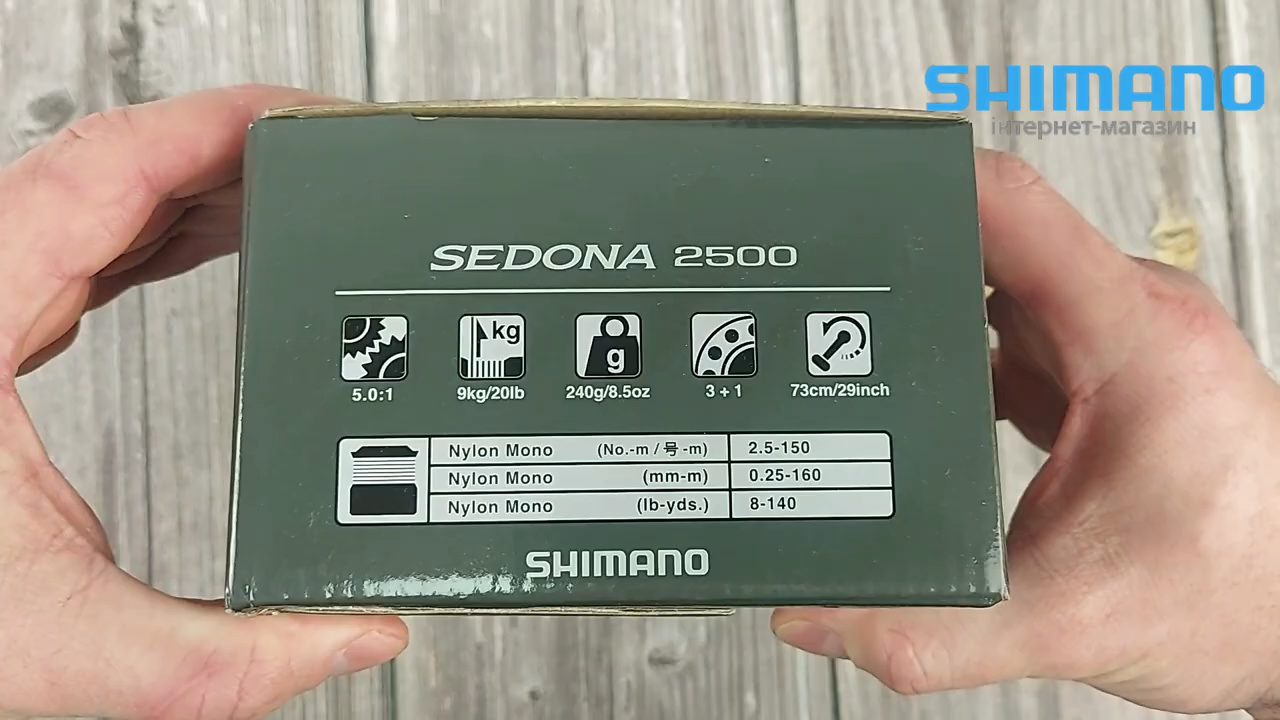 SHIMANO
інтернет-магазин
SEDONA 2500
kg
g
5.0:1 9kg/20lb 240g/8.5oz 3 + 1 73cm/29inch
Nylon Mono (No.-m / 号 -m) 2.5-150
Nylon Mono (mm-m) 0.25-160
Nylon Mono (lb-yds.) 8-140
SHIMANO